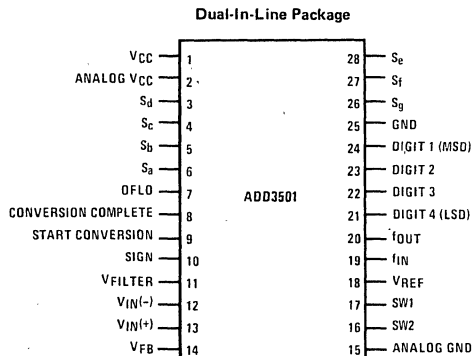 Dual-In-Line Package
VCC 1
ANALOG VCC 2
Sd 3
Sc 4
Sb 5
Sa 6
OFLO 7
CONVERSION COMPLETE 8
START CONVERSION 9
SIGN 10
VFILTER 11
VIN(-) 12
VIN(+) 13
VFB 14
ADD3501
28 Se
27 Sf
26 Sg
25 GND
24 DIGIT 1 (MSD)
23 DIGIT 2
22 DIGIT 3
21 DIGIT 4 (LSD)
20 fOUT
19 fIN
18 VREF
17 SW1
16 SW2
15 ANALOG GND